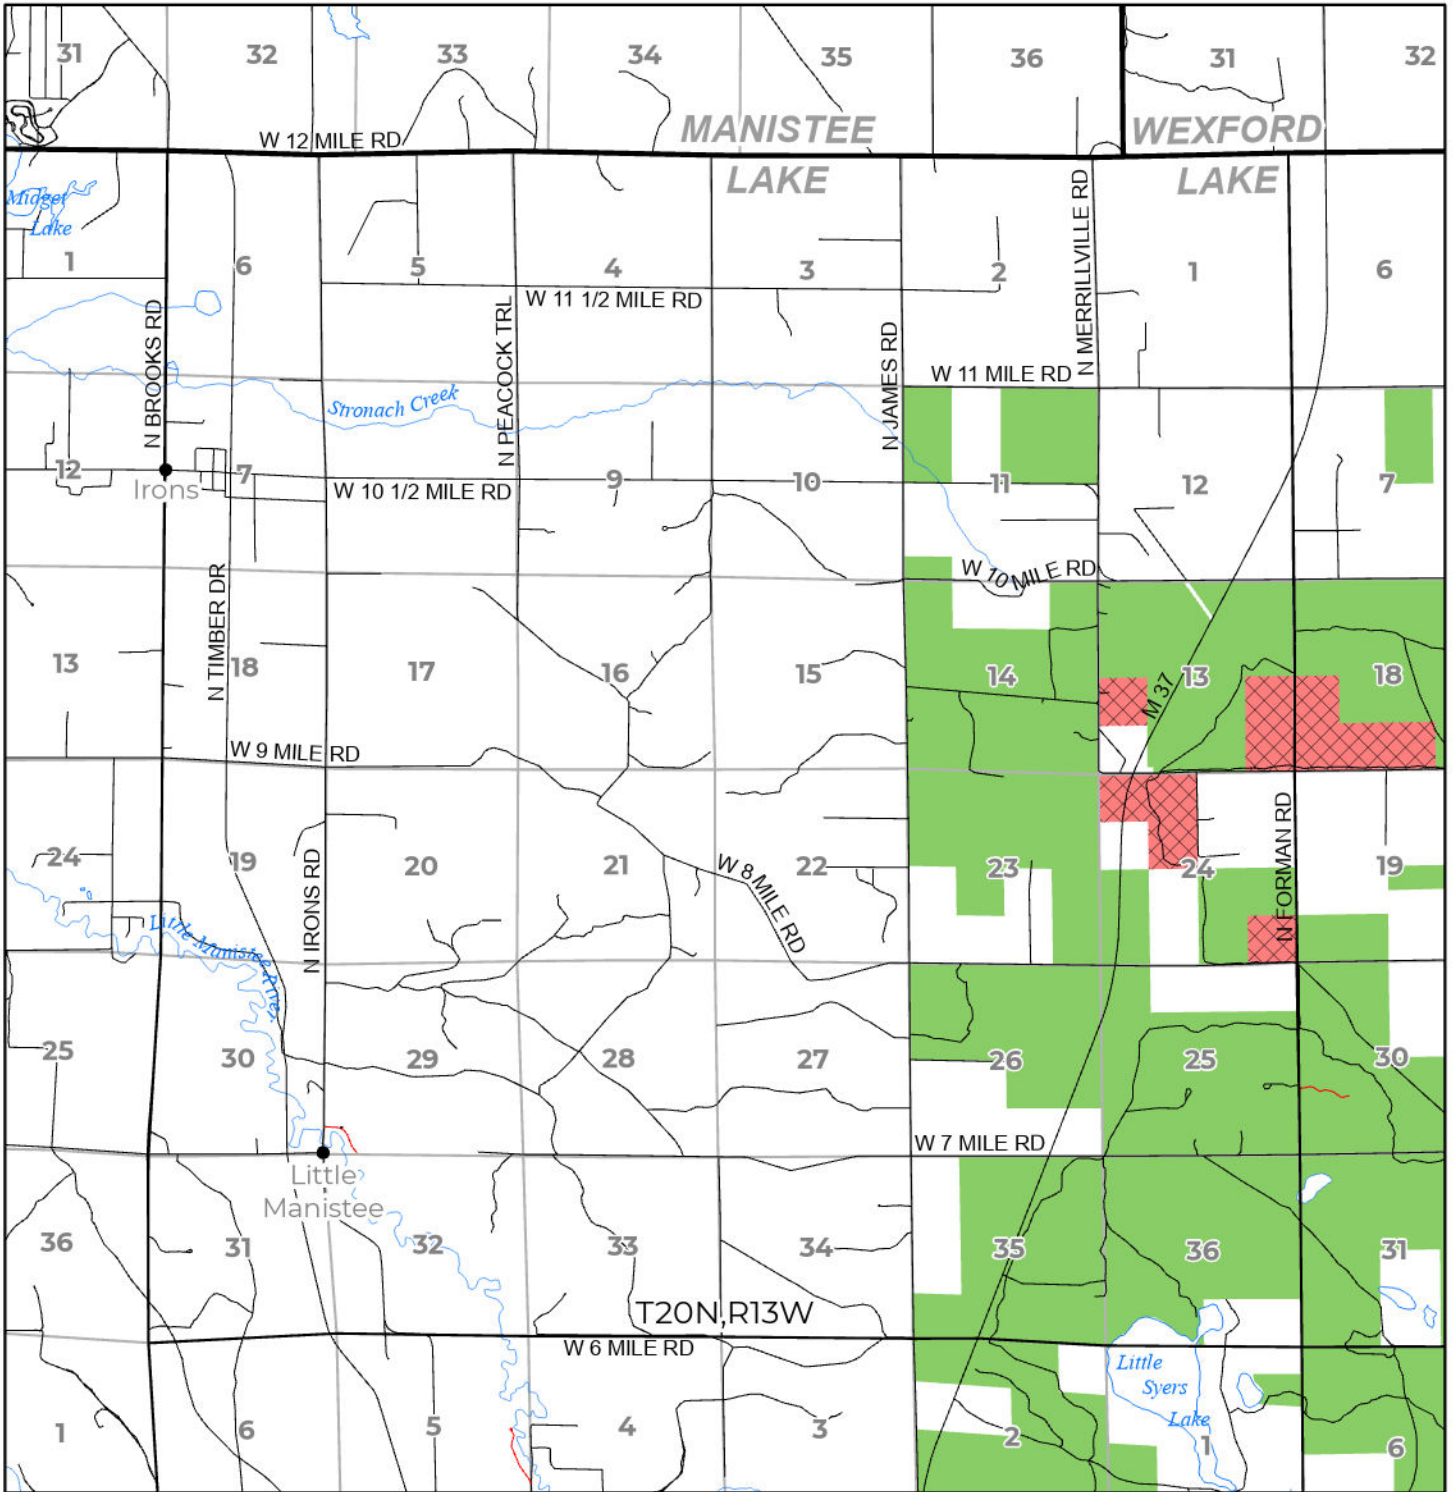 31 32 33 34 35 36 31 32
W 12 MILE RD
MANISTEE WEXFORD
LAKE LAKE
Midget
Lake
N MERRILLVILLE RD
1 6 5 4 3 2 1 6
W 11 1/2 MILE RD
N BROOKS RD
N PEACOCK TRL
N JAMES RD
W 11 MILE RD
Stronach Creek
12 7 9 10 11 12 7
Irons
W 10 1/2 MILE RD
W 10 MILE RD
N TIMBER DR
13 18 17 16 15 14 13 18
M 37
W 9 MILE RD
N FORMAN RD
24 19 20 21 22 23 24 19
W 8 MILE RD
N IRONS RD
Little Manistee River
25 30 29 28 27 26 25 30
W 7 MILE RD
Little
Manistee
36 31 32 33 34 35 36 31
T20N,R13W
W 6 MILE RD
Little
Syers
Lake
1 6 5 4 3 2 1 6